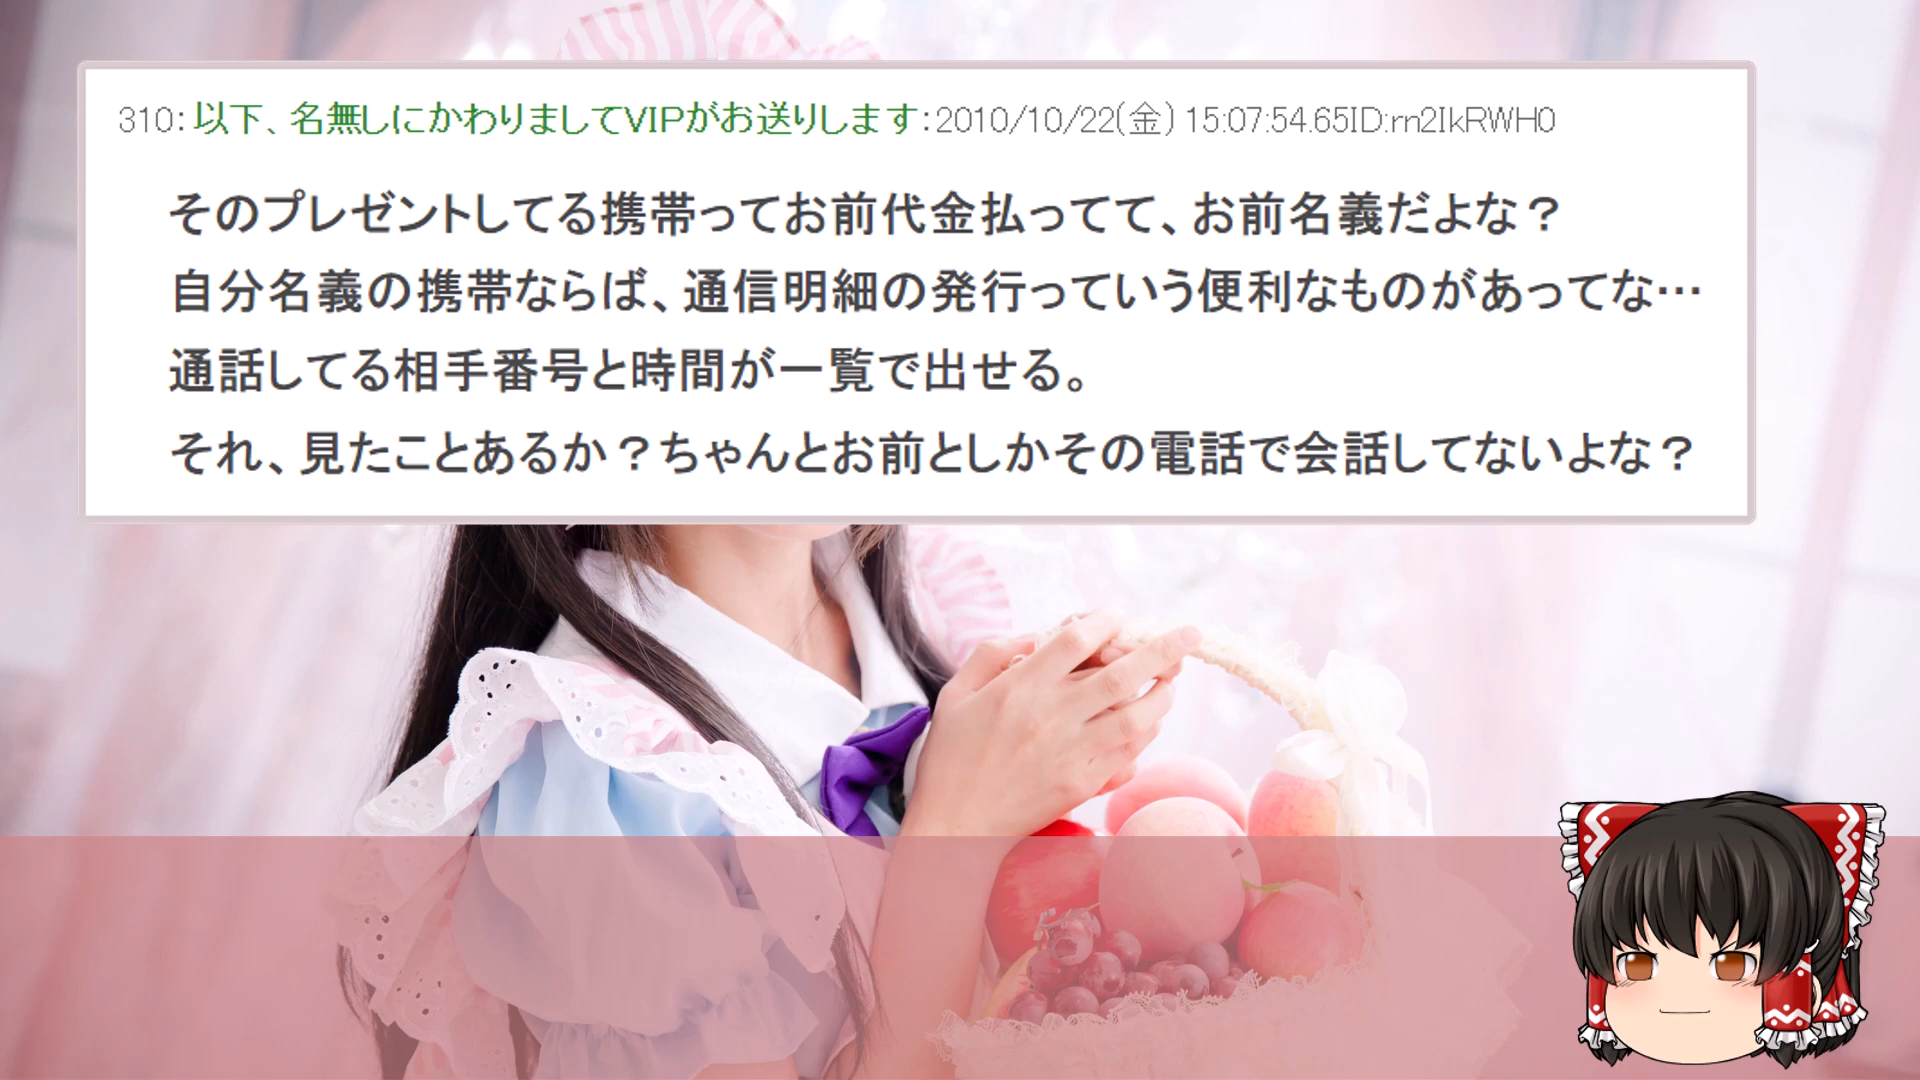 310：以下、名無しにかわりましてVIPがお送りします：2010/10/22(金) 15:07:54.65ID:rn2IkRWH0
そのプレゼントしてる携帯ってお前代金払ってて、お前名義だよな？
自分名義の携帯ならば、通信明細の発行っていう便利なものがあってな…
通話してる相手番号と時間が一覧で出せる。
それ、見たことあるか？ちゃんとお前としかその電話で会話してないよな？